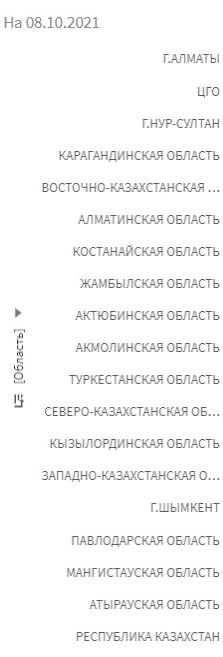 На 08.10.2021
Г.АЛМАТЫ
ЦГО
Г.НУР-СУЛТАН
КАРАГАНДИНСКАЯ ОБЛАСТЬ
ВОСТОЧНО-КАЗАХСТАНСКАЯ ...
АЛМАТИНСКАЯ ОБЛАСТЬ
КОСТАНАЙСКАЯ ОБЛАСТЬ
ЖАМБЫЛСКАЯ ОБЛАСТЬ
АКТЮБИНСКАЯ ОБЛАСТЬ
АКМОЛИНСКАЯ ОБЛАСТЬ
ТУРКЕСТАНСКАЯ ОБЛАСТЬ
СЕВЕРО-КАЗАХСТАНСКАЯ ОБ...
КЫЗЫЛОРДИНСКАЯ ОБЛАСТЬ
ЗАПАДНО-КАЗАХСТАНСКАЯ О...
Г.ШЫМКЕНТ
ПАВЛОДАРСКАЯ ОБЛАСТЬ
МАНГИСТАУСКАЯ ОБЛАСТЬ
АТЫРАУСКАЯ ОБЛАСТЬ
РЕСПУБЛИКА КАЗАХСТАН
[Область]